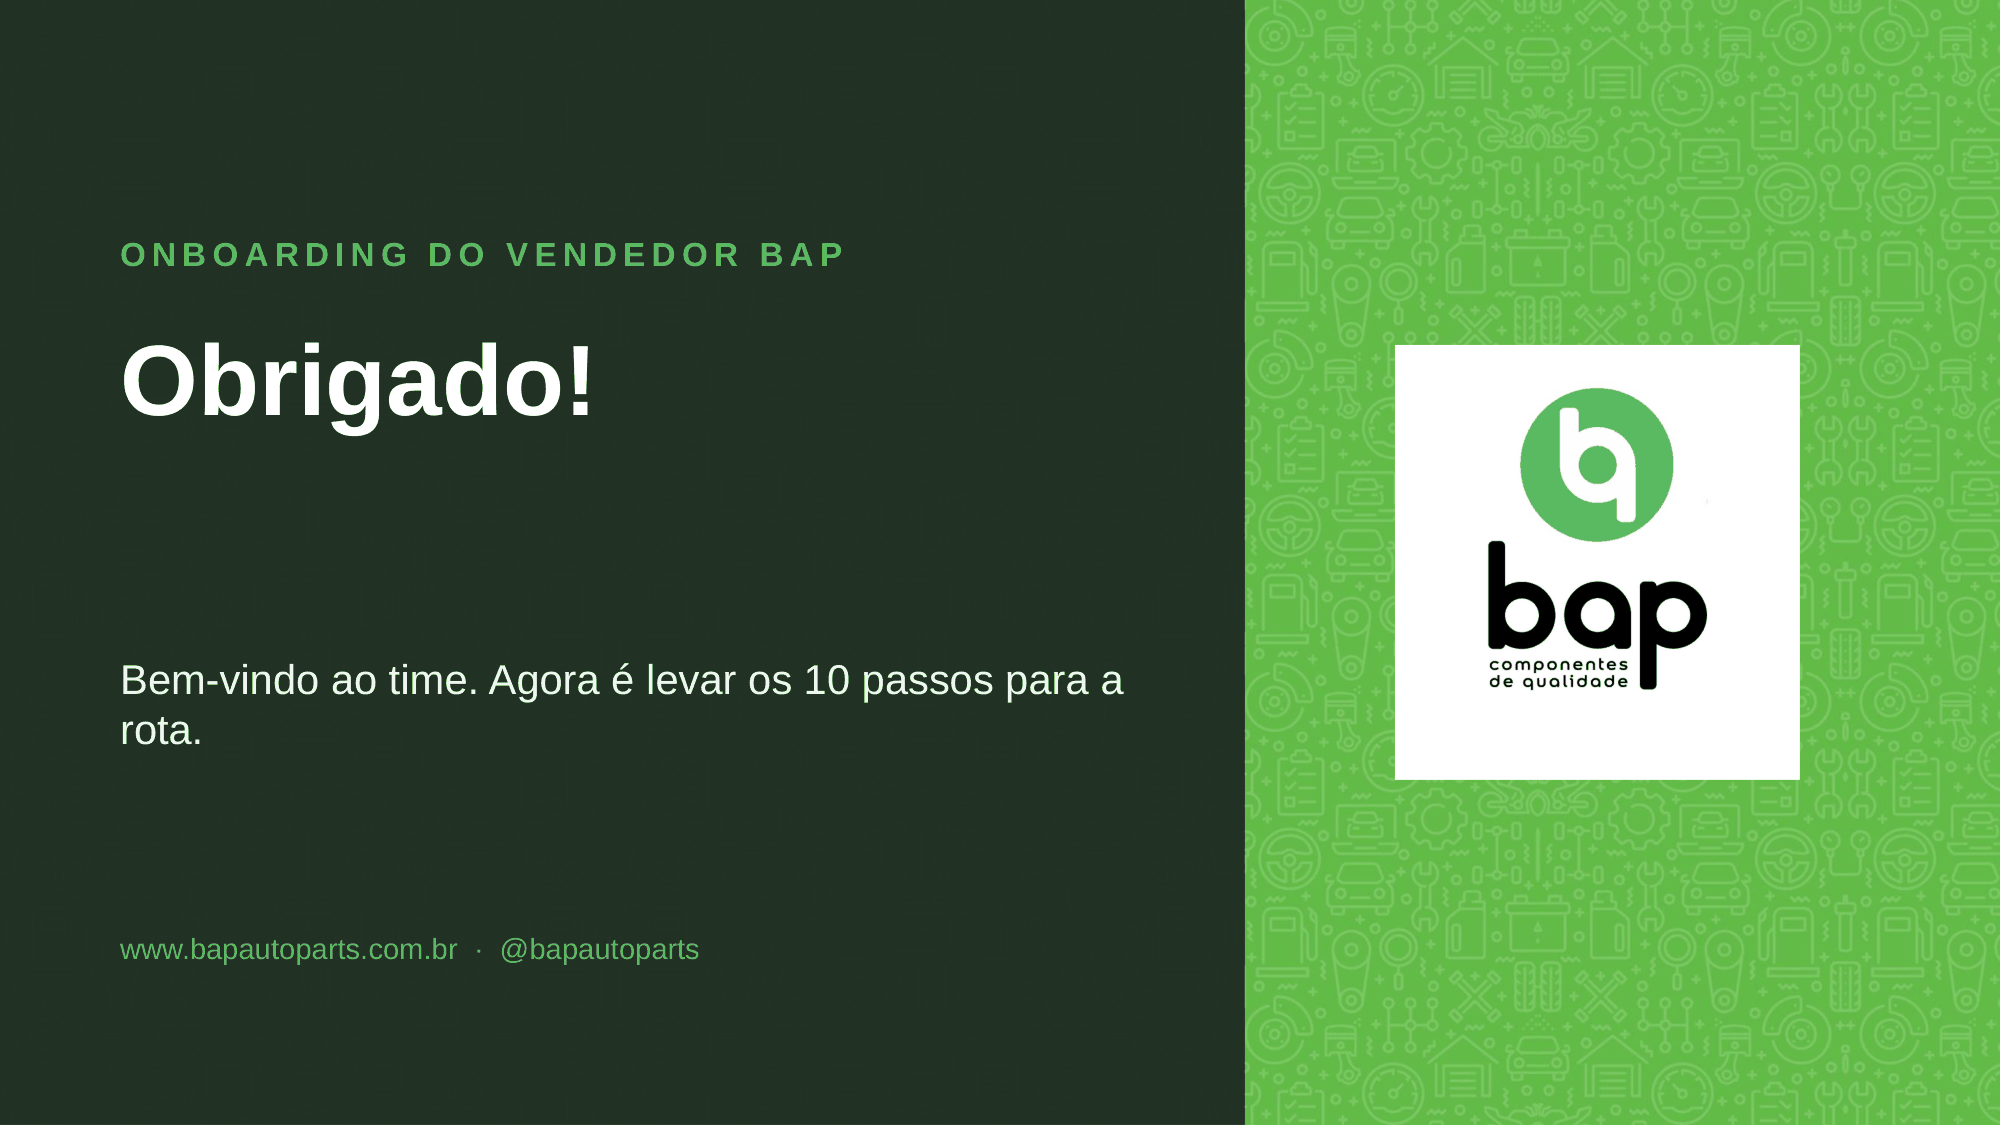 ONBOARDING DO VENDEDOR BAP
Obrigado!
Bem-vindo ao time. Agora é levar os 10 passos para a
rota.
www.bapautoparts.com.br · @bapautoparts
bap
componentes
de qualidade